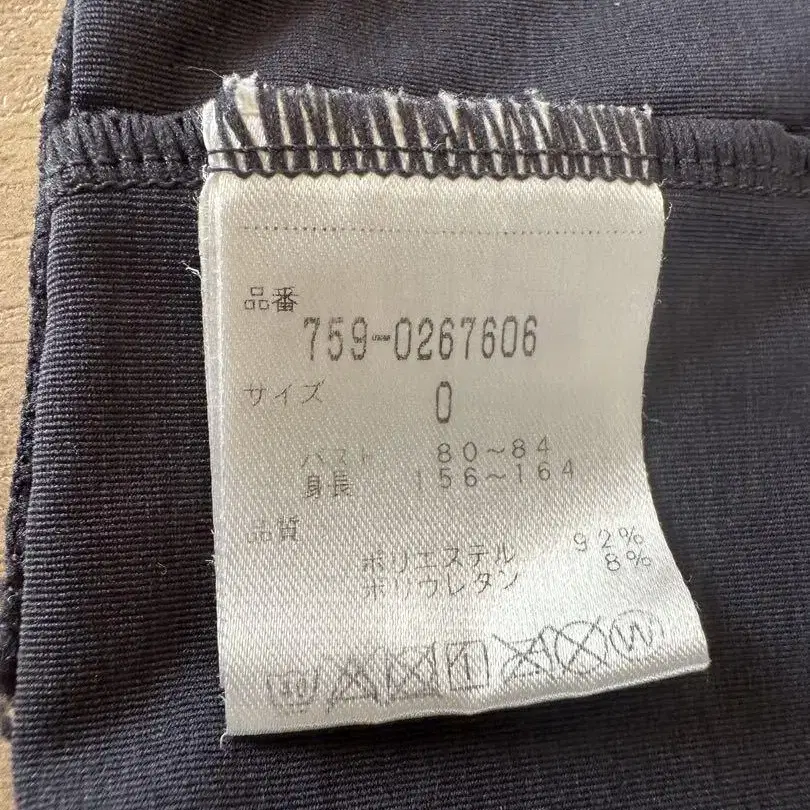 品番
759-0267606
サイズ 0
バスト 80~84
身長 156~164
品質
ポリエステル 92%
ポリウレタン 8%
40
W